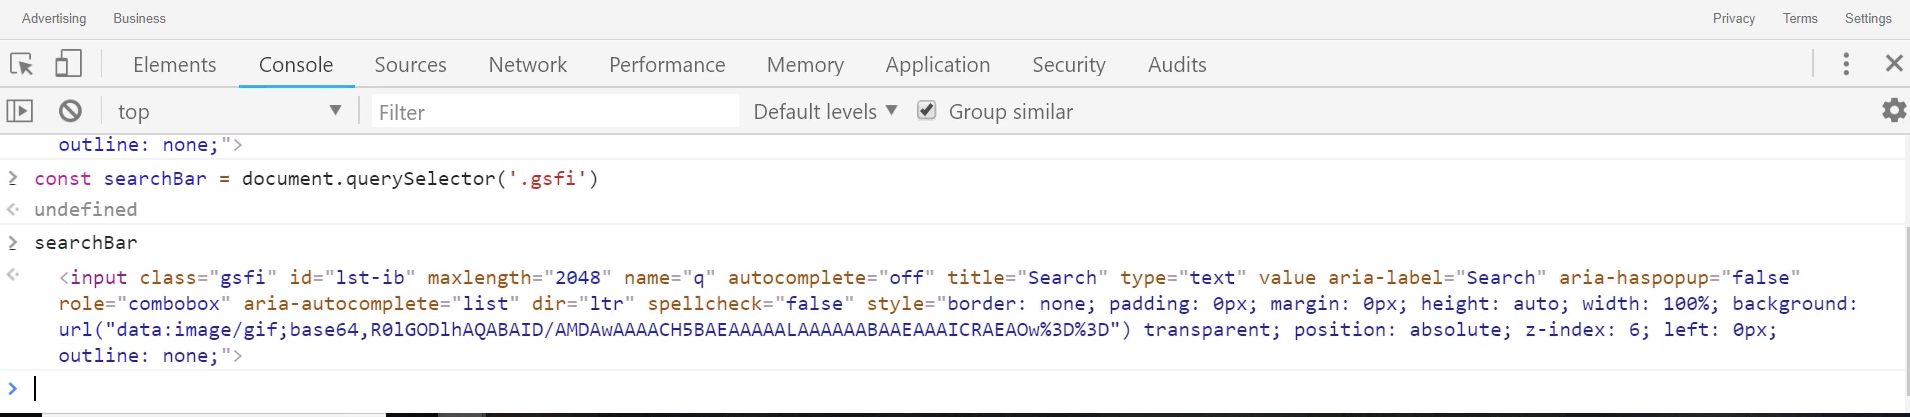 Advertising Business Privacy Terms Settings
Elements Console Sources Network Performance Memory Application Security Audits
top Filter Default levels Group similar
outline: none;">
const searchBar = document.querySelector('.gsfi')
undefined
searchBar
<input class="gsfi" id="lst-ib" maxlength="2048" name="q" autocomplete="off" title="Search" type="text" value aria-label="Search" aria-haspopup="false"
role="combobox" aria-autocomplete="list" dir="ltr" spellcheck="false" style="border: none; padding: 0px; margin: 0px; height: auto; width: 100%; background:
url("data:image/gif;base64,R0lGODlhAQABAID/AMDAwAAAACH5BAEAAAAALAAAAAABAAEAAAICRAEAOw%3D%3D") transparent; position: absolute; z-index: 6; left: 0px;
outline: none;">